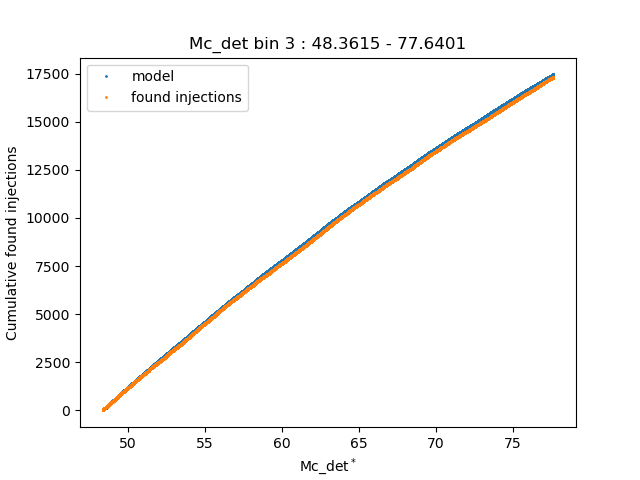 Mc_det bin 3 : 48.3615 - 77.6401
model
found injections
Cumulative found injections
17500
15000
12500
10000
7500
5000
2500
0
50
55
60
65
70
75
Mc_det*